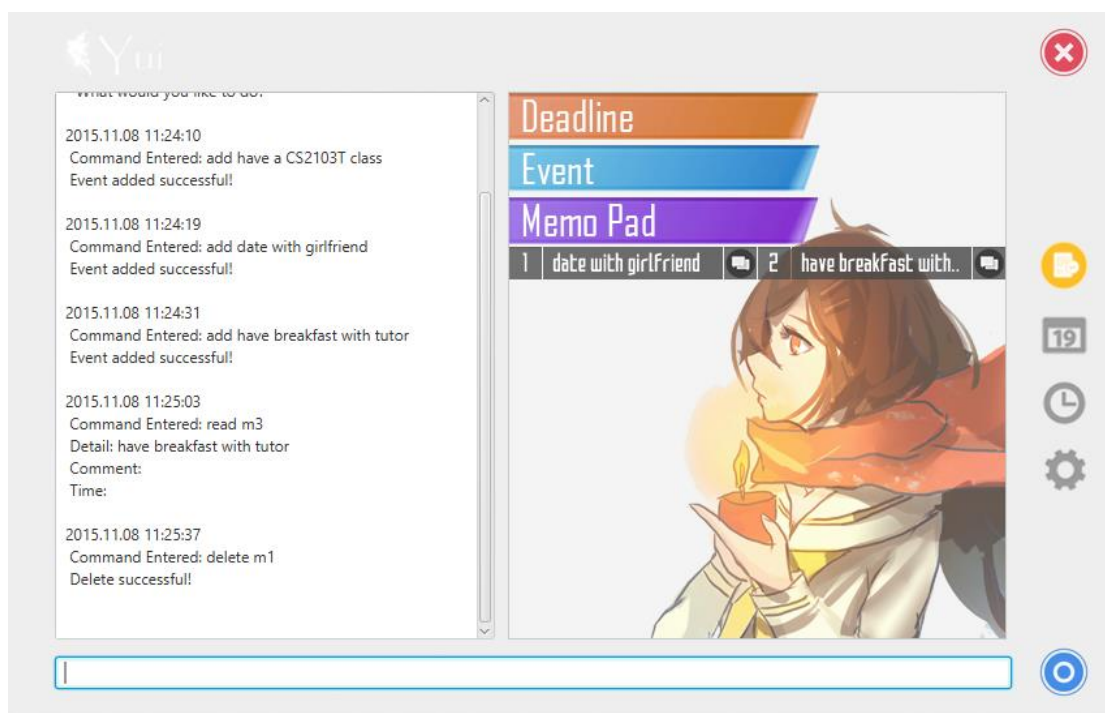 Yui
What would you like to do?
2015.11.08 11:24:10
Command Entered: add have a CS2103T class
Event added successful!
2015.11.08 11:24:19
Command Entered: add date with girlfriend
Event added successful!
2015.11.08 11:24:31
Command Entered: add have breakfast with tutor
Event added successful!
2015.11.08 11:25:03
Command Entered: read m3
Detail: have breakfast with tutor
Comment:
Time:
2015.11.08 11:25:37
Command Entered: delete m1
Delete successful!
Deadline
Event
Memo Pad
1 date with girlfriend 2 have breakfast with..
19